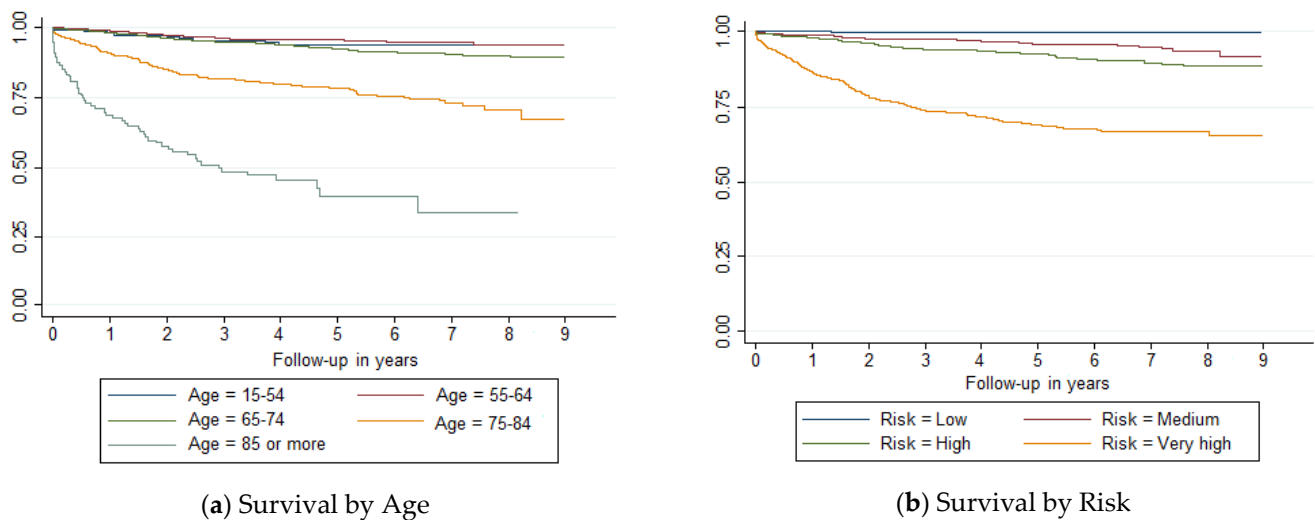 1.00
0.75
0.50
0.25
0.00
0 1 2 3 4 5 6 7 8 9
Follow-up in years
Age = 15-54 Age = 55-64
Age = 65-74 Age = 75-84
Age = 85 or more
(a) Survival by Age
1.00
0.75
0.50
0.25
0.00
0 1 2 3 4 5 6 7 8 9
Follow-up in years
Risk = Low Risk = Medium
Risk = High Risk = Very high
(b) Survival by Risk